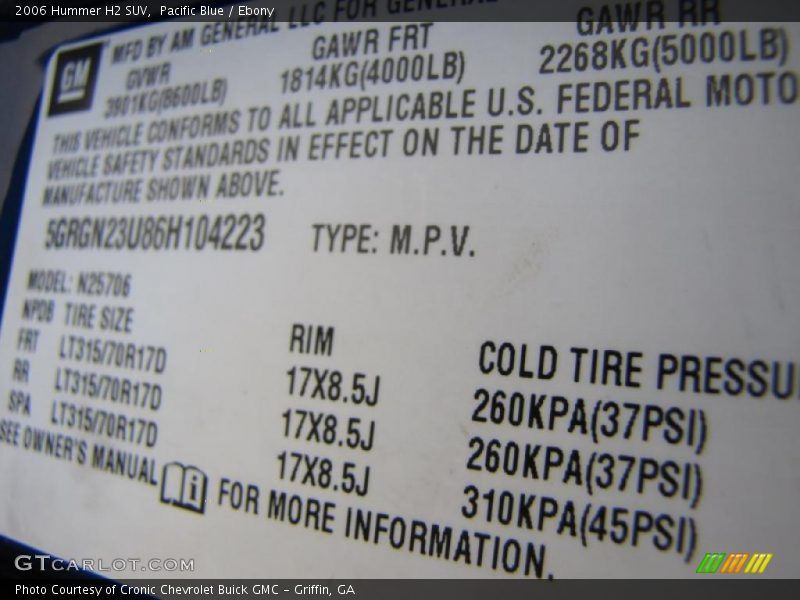 2006 Hummer H2 SUV,  Pacific Blue / Ebony
GM
MFD BY AM GENERAL LLC FOR GENERAL
GVWR GAWR FRT GAWR RR
3901KG(8600LB) 1814KG(4000LB) 2268KG(5000LB)
THIS VEHICLE CONFORMS TO ALL APPLICABLE U.S. FEDERAL MOTO
VEHICLE SAFETY STANDARDS IN EFFECT ON THE DATE OF
MANUFACTURE SHOWN ABOVE.
5GRGN23U86H104223 TYPE: M.P.V.
MODEL: N25706
NPOB TIRE SIZE RIM COLD TIRE PRESSU
FRT LT315/70R17D 17X8.5J 260KPA(37PSI)
RR LT315/70R17D 17X8.5J 260KPA(37PSI)
SPA LT315/70R17D 17X8.5J 310KPA(45PSI)
SEE OWNER'S MANUAL FOR MORE INFORMATION.
GTCARLOT.COM
Photo Courtesy of Cronic Chevrolet Buick GMC – Griffin, GA